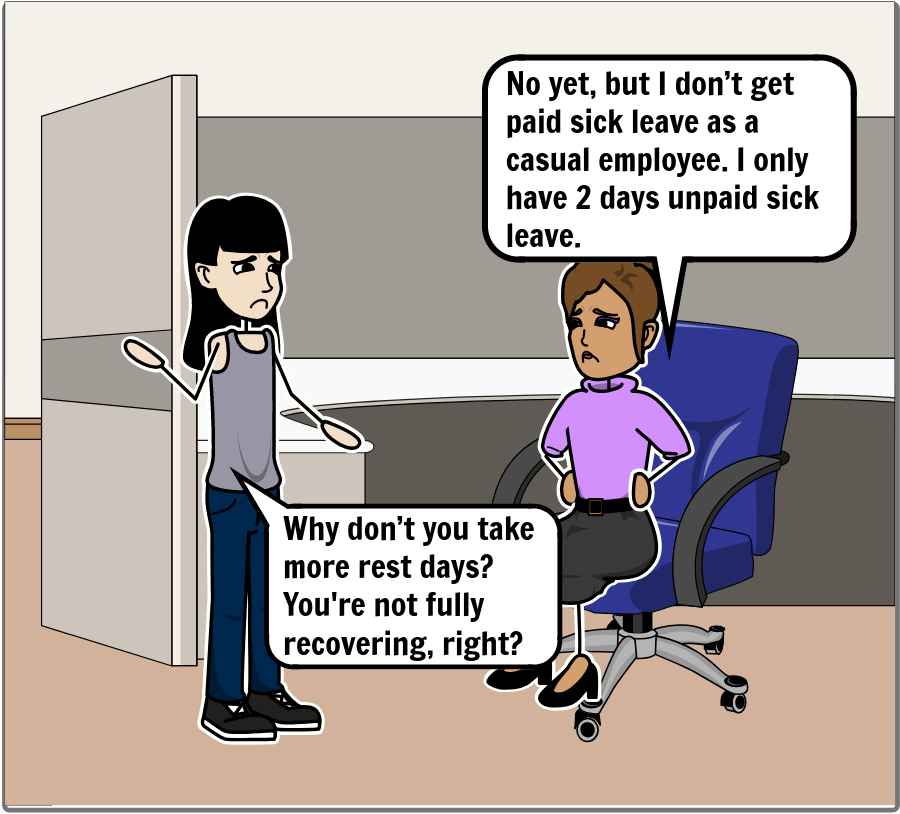 Why don't you take
more rest days?
You're not fully
recovering, right?
No yet, but I don't get
paid sick leave as a
casual employee. I only
have 2 days unpaid sick
leave.